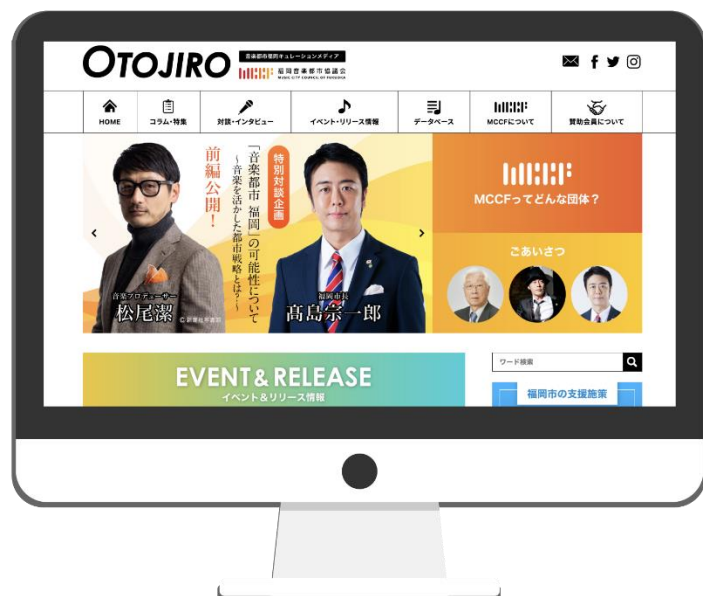 OTOJIRO
音楽都市福岡キュレーションメディア
福岡音楽都市協議会
MUSIC CITY COUNCIL OF FUKUOKA
HOME
コラム・特集
対談・インタビュー
イベント・リリース情報
データベース
MCCFについて
賛助会員について
特別対談企画
「音楽都市 福岡」の可能性について
〜音楽を活かした都市戦略とは?〜
前編公開!
音楽プロデューサー
松尾潔
福岡市長
高島宗一郎
MCCFってどんな団体?
ごあいさつ
EVENT & RELEASE
イベント&リリース情報
ワード検索
福岡市の支援施策